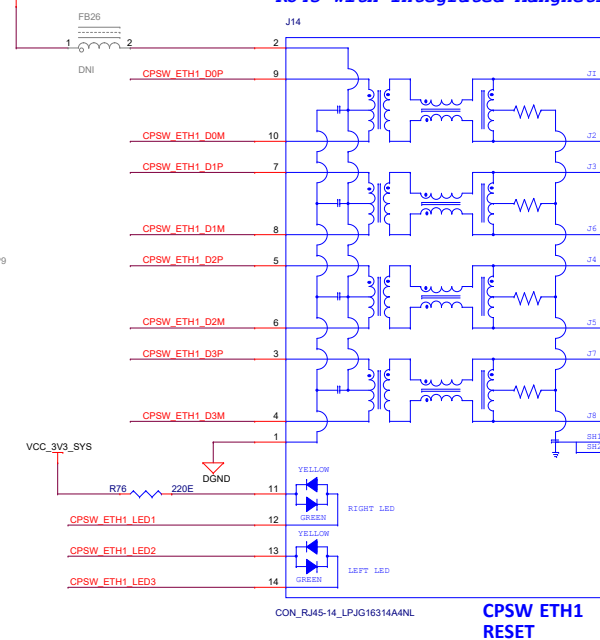 FB26
J14
1
2
2
DNI
CPSW_ETH1_D0P
9
J1
CPSW_ETH1_D0M
10
J2
CPSW_ETH1_D1P
7
J3
CPSW_ETH1_D1M
8
J6
CPSW_ETH1_D2P
5
J4
CPSW_ETH1_D2M
6
J5
CPSW_ETH1_D3P
3
J7
CPSW_ETH1_D3M
4
J8
1
SH1
SH2
VCC_3V3_SYS
DGND
YELLOW
R76
220E
11
RIGHT LED
GREEN
CPSW_ETH1_LED1
12
YELLOW
CPSW_ETH1_LED2
13
LEFT LED
GREEN
CPSW_ETH1_LED3
14
CON_RJ45-14_LPJG16314A4NL
CPSW ETH1
RESET